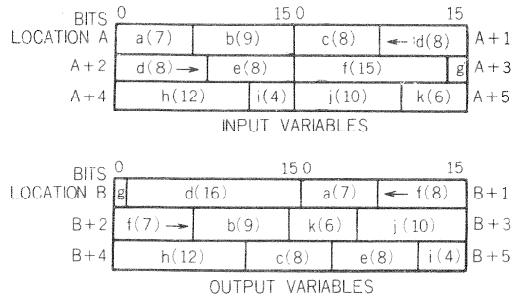 BITS 0 15 0 15
LOCATION A a(7) b(9) c(8) ←d(8) A+1
A+2 d(8)→ e(8) f(15) g A+3
A+4 h(12) i(4) j(10) k(6) A+5
INPUT VARIABLES
BITS 0 15 0 15
LOCATION B g d(16) a(7) ←f(8) B+1
B+2 f(7)→ b(9) k(6) j(10) B+3
B+4 h(12) c(8) e(8) i(4) B+5
OUTPUT VARIABLES